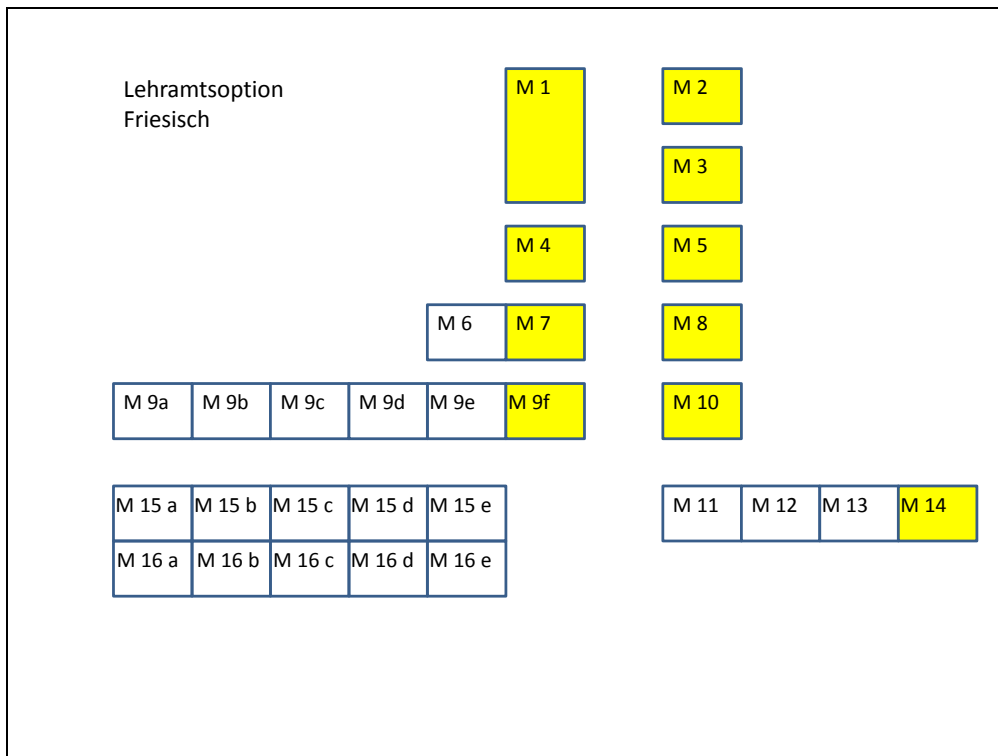 Lehramtsoption
Friesisch
M 1
M 2
M 3
M 4
M 5
M 6
M 7
M 8
M 9a
M 9b
M 9c
M 9d
M 9e
M 9f
M 10
M 15 a
M 15 b
M 15 c
M 15 d
M 15 e
M 11
M 12
M 13
M 14
M 16 a
M 16 b
M 16 c
M 16 d
M 16 e